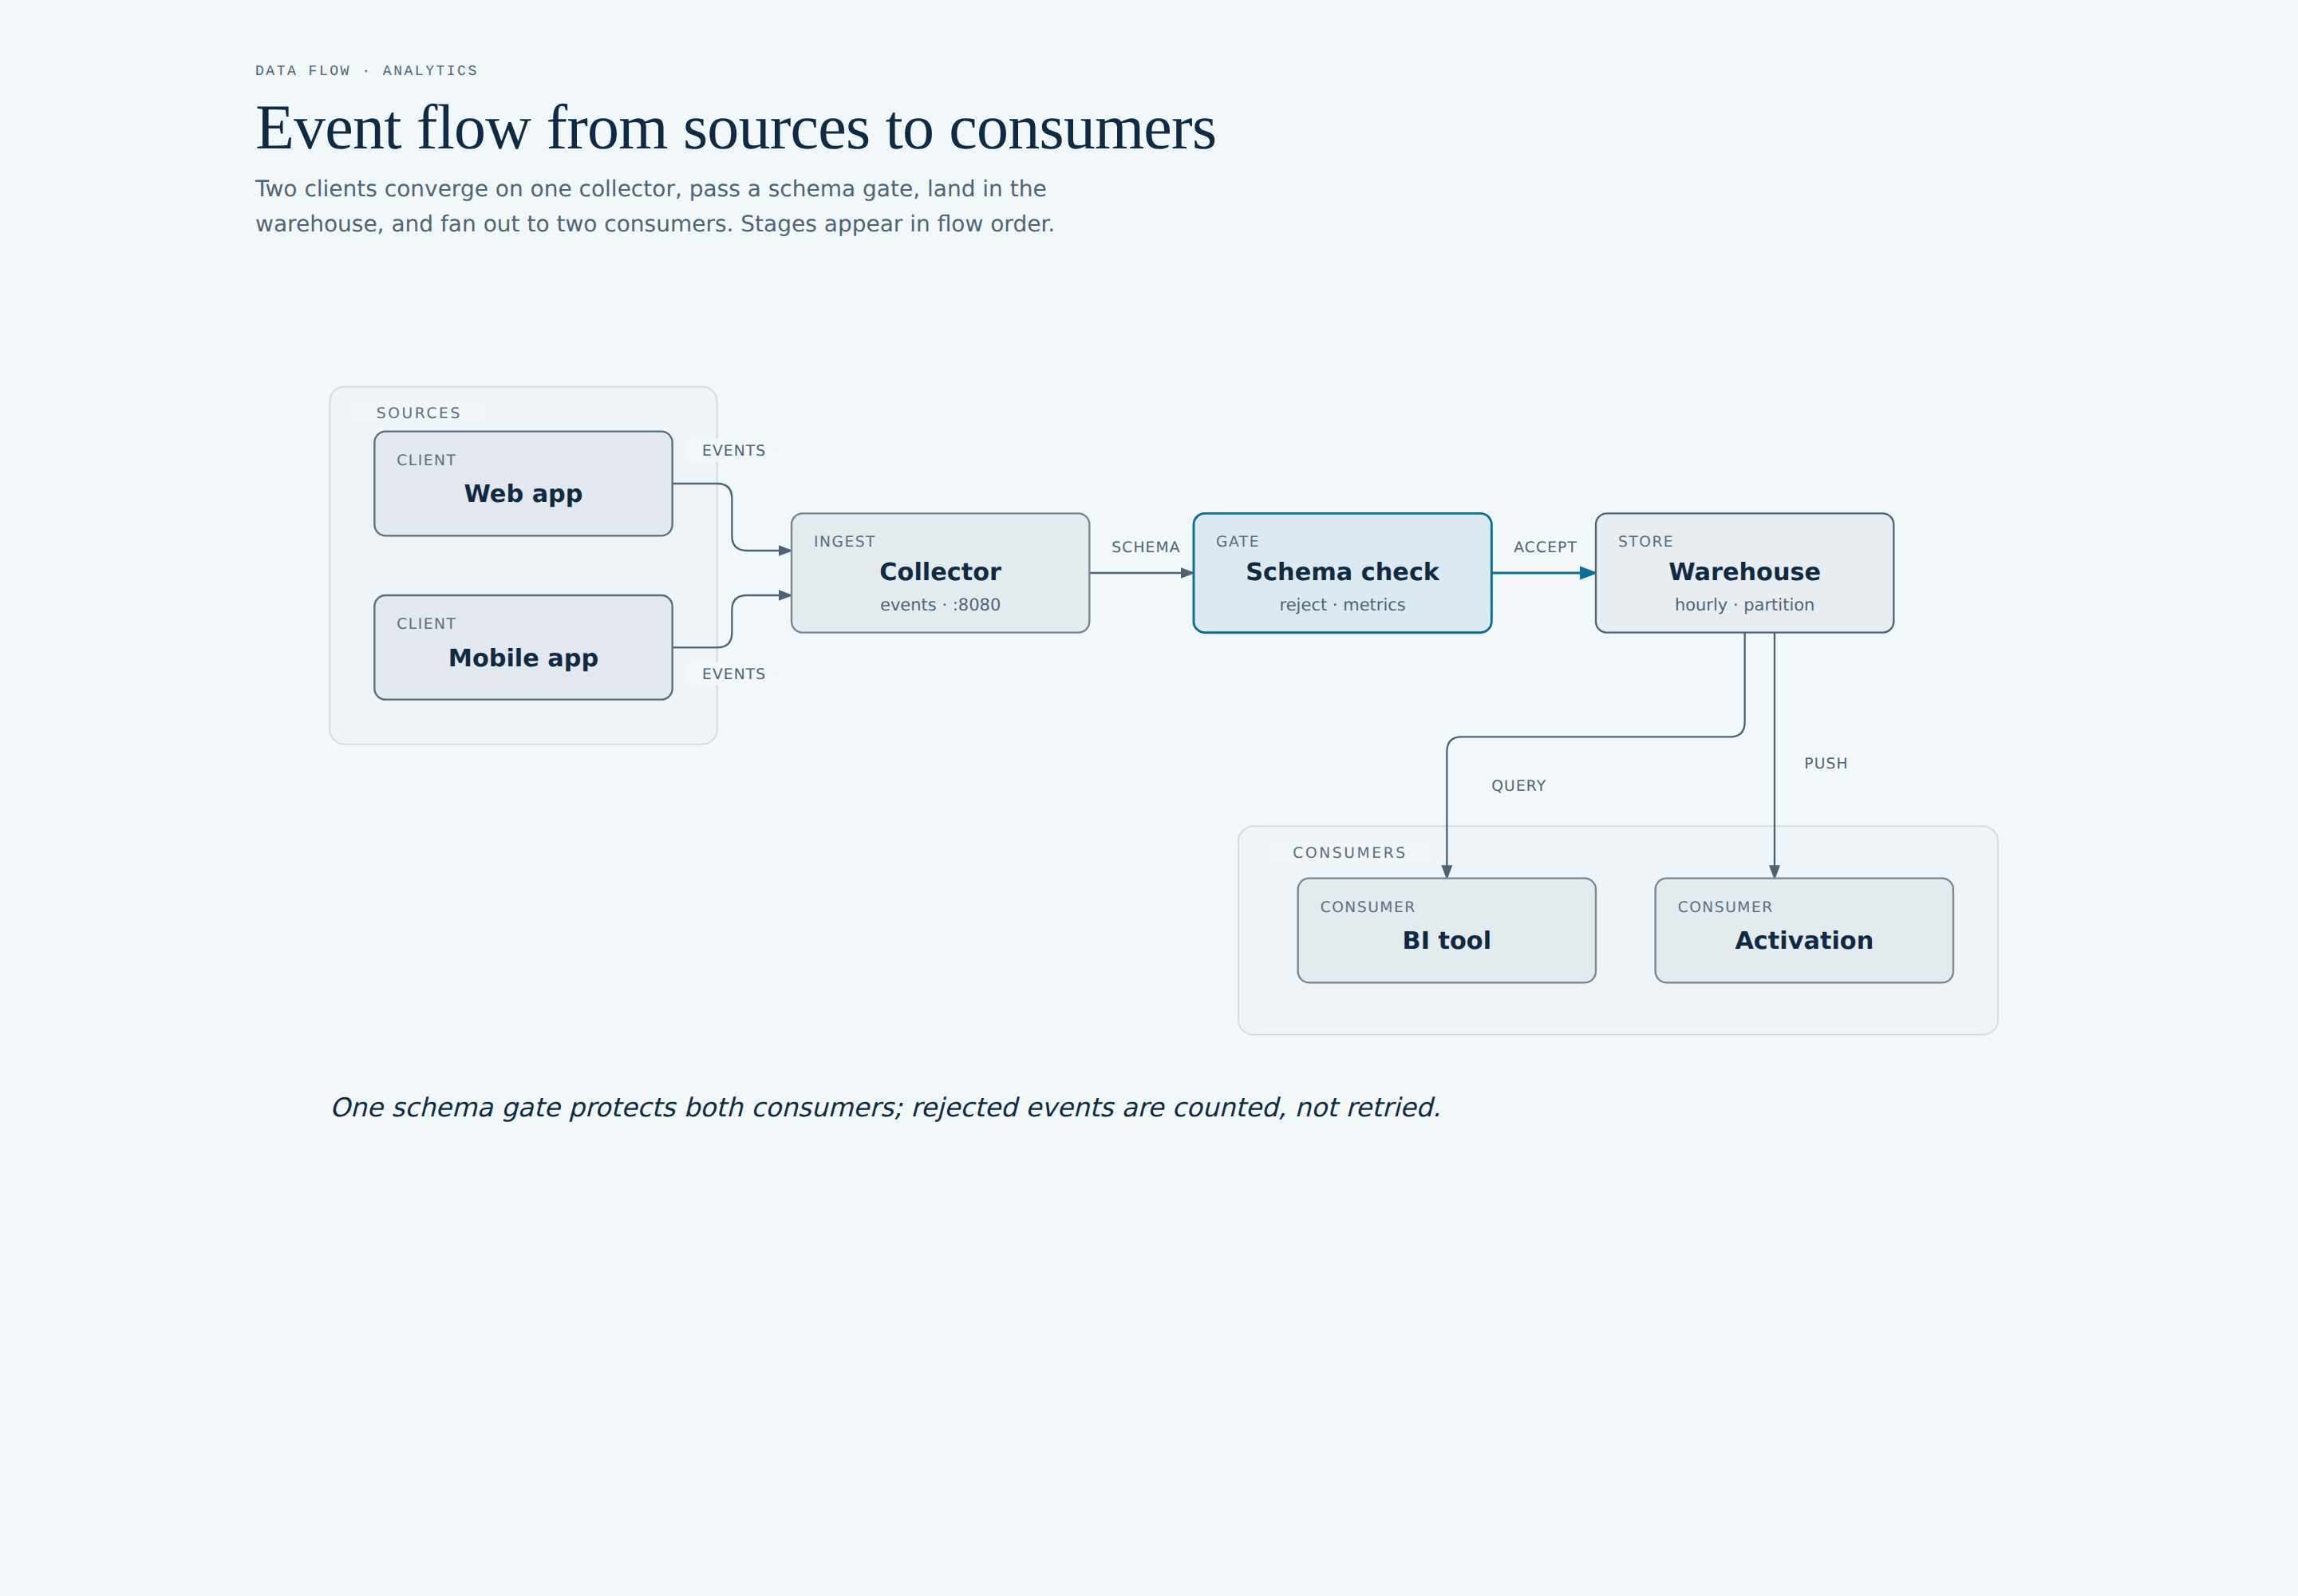 DATA FLOW · ANALYTICS
Event flow from sources to consumers
Two clients converge on one collector, pass a schema gate, land in the
warehouse, and fan out to two consumers. Stages appear in flow order.
SOURCES
CLIENT
Web app
EVENTS
CLIENT
Mobile app
EVENTS
INGEST
Collector
events · :8080
SCHEMA
GATE
Schema check
reject · metrics
ACCEPT
STORE
Warehouse
hourly · partition
QUERY
PUSH
CONSUMERS
CONSUMER
BI tool
CONSUMER
Activation
One schema gate protects both consumers; rejected events are counted, not retried.